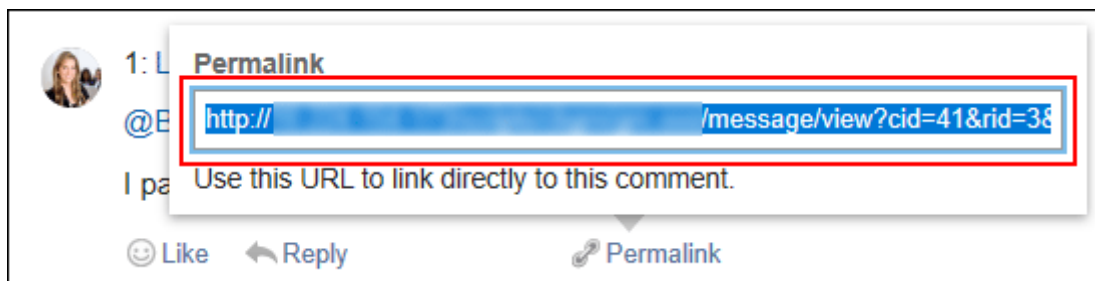 1: L
Permalink
@B
http:// /message/view?cid=41&rid=3&
I pa
Use this URL to link directly to this comment.
Like Reply Permalink